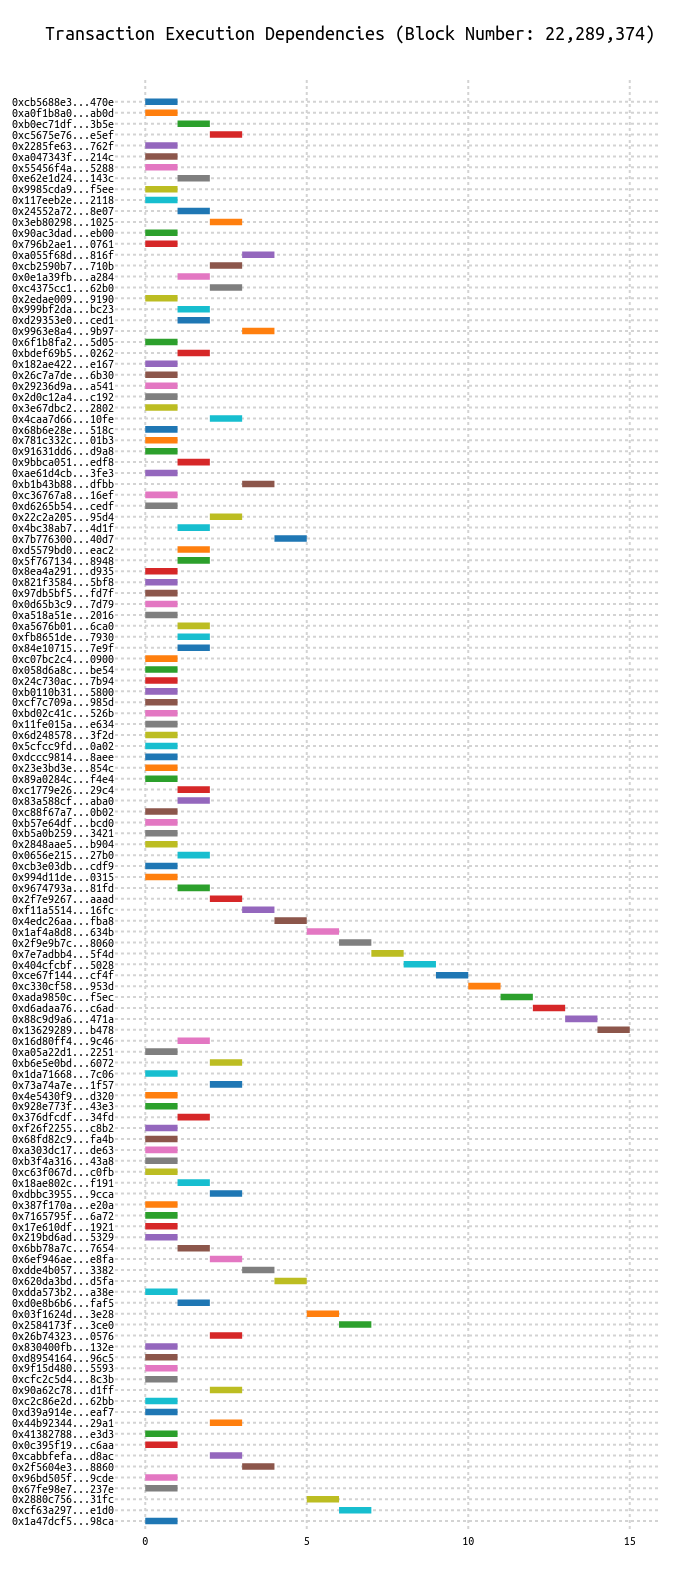 Transaction Execution Dependencies (Block Number: 22,289,374)
0xcb5688e3...470e
0xa0f1b8a0...ab0d
0xb0ec71df...3b5e
0xc5675e76...e5ef
0x2285fe63...762f
0xa047343f...214c
0x55456f4a...5288
0xe62e1d24...143c
0x9985cda9...f5ee
0x117eeb2e...2118
0x24552a72...8e07
0x3eb80298...1025
0x90ac3dad...eb00
0x796b2ae1...0761
0xa055f68d...816f
0xcb2590b7...710b
0x0e1a39fb...a284
0xc4375cc1...62b0
0x2edae009...9190
0x999bf2da...bc23
0xd29353e0...ced1
0x9963e8a4...9b97
0x6f1b8fa2...5d05
0xbdef69b5...0262
0x182ae422...e167
0x26c7a7de...6b30
0x29236d9a...a541
0x2d0c12a4...c192
0x3e67dbc2...2802
0x4caa7d66...10fe
0x68b6e28e...518c
0x781c332c...01b3
0x91631dd6...d9a8
0x9bbca051...edf8
0xae61d4cb...3fe3
0xb1b43b88...dfbb
0xc36767a8...16ef
0xd6265b54...cedf
0x22c2a205...95d4
0x4bc38ab7...4d1f
0x7b776300...40d7
0xd5579bd0...eac2
0x5f767134...8948
0x8ea4a291...d935
0x821f3584...5bf8
0x97db5bf5...fd7f
0x0d65b3c9...7d79
0xa518a51e...2016
0xa5676b01...6ca0
0xfb8651de...7930
0x84e10715...7e9f
0xc07bc2c4...0900
0x058d6a8c...be54
0x24c730ac...7b94
0xb0110b31...5800
0xcf7c709a...985d
0xbd02c41c...526b
0x11fe015a...e634
0x6d248578...3f2d
0x5cfcc9fd...0a02
0xdccc9814...8aee
0x23e3bd3e...854c
0x89a0284c...f4e4
0xc1779e26...29c4
0x83a588cf...aba0
0xc88f67a7...0b02
0xb57e64df...bcd0
0xb5a0b259...3421
0x2848aae5...b904
0x0656e215...27b0
0xcb3e03db...cdf9
0x994d11de...0315
0x9674793a...81fd
0x2f7e9267...aaad
0xf11a5514...16fc
0x4edc26aa...fba8
0x1af4a8d8...634b
0x2f9e9b7c...8060
0x7e7adbb4...5f4d
0x404cfcbf...5028
0xce67f144...cf4f
0xc330cf58...953d
0xada9850c...f5ec
0xd6adaa76...c6ad
0x88c9d9a6...471a
0x13629289...b478
0x16d80ff4...9c46
0xa05a22d1...2251
0xb6e5e0bd...6072
0x1da71668...7c06
0x73a74a7e...1f57
0x4e5430f9...d320
0x928e773f...43e3
0x376dfcdf...34fd
0xf26f2255...c8b2
0x68fd82c9...fa4b
0xa303dc17...de63
0xb3f4a316...43a8
0xc63f067d...c0fb
0x18ae802c...f191
0xdbbc3955...9cca
0x387f170a...e20a
0x7165795f...6a72
0x17e610df...1921
0x219bd6ad...5329
0x6bb78a7c...7654
0x6ef946ae...e8fa
0xdde4b057...3382
0x620da3bd...d5fa
0xdda573b2...a38e
0xd0e8b6b6...faf5
0x03f1624d...3e28
0x2584173f...3ce0
0x26b74323...0576
0x830400fb...132e
0xd8954164...96c5
0x9f15d480...5593
0xcfc2c5d4...8c3b
0x90a62c78...d1ff
0xc2c86e2d...62bb
0xd39a914e...eaf7
0x44b92344...29a1
0x41382788...e3d3
0x0c395f19...c6aa
0xcabbfefa...d8ac
0x2f5604e3...8860
0x96bd505f...9cde
0x67fe98e7...237e
0x2880c756...31fc
0xcf63a297...e1d0
0x1a47dcf5...98ca
0 5 10 15